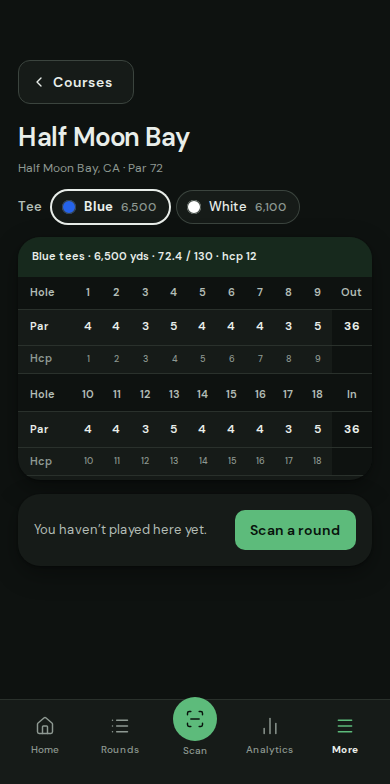 Courses
Half Moon Bay
Half Moon Bay, CA · Par 72
Tee Blue 6,500 White 6,100
Blue tees · 6,500 yds · 72.4 / 130 · hcp 12
Hole 1 2 3 4 5 6 7 8 9 Out
Par 4 4 3 5 4 4 4 3 5 36
Hcp 1 2 3 4 5 6 7 8 9
Hole 10 11 12 13 14 15 16 17 18 In
Par 4 4 3 5 4 4 4 3 5 36
Hcp 10 11 12 13 14 15 16 17 18
You haven’t played here yet. Scan a round
Home Rounds Scan Analytics More